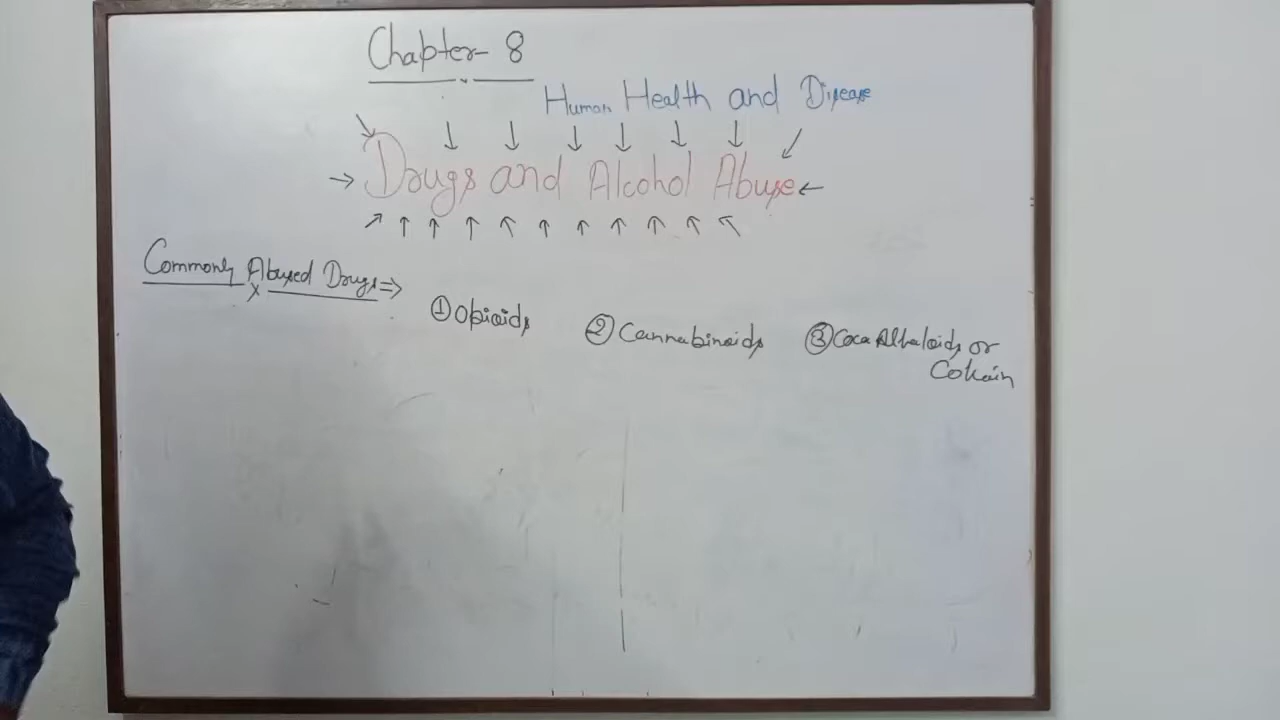 Chapter- 8
Human Health and Disease
Drugs and Alcohol Abuse
Commonly Abused Drugs ⇒
① Opioids ② Cannabinoids ③ Coca Alkaloids or
Cokain